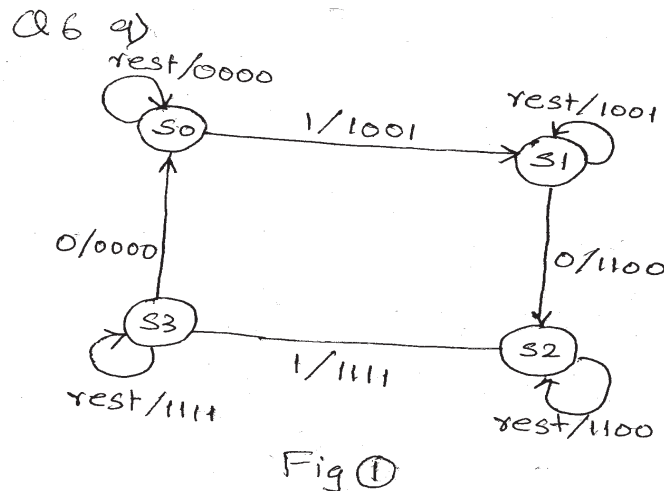 Q6 a)
rest/0000
S0
1/1001
rest/1001
S1
0/0000
0/1100
S3
1/1111
S2
rest/1111
rest/1100
Fig 1